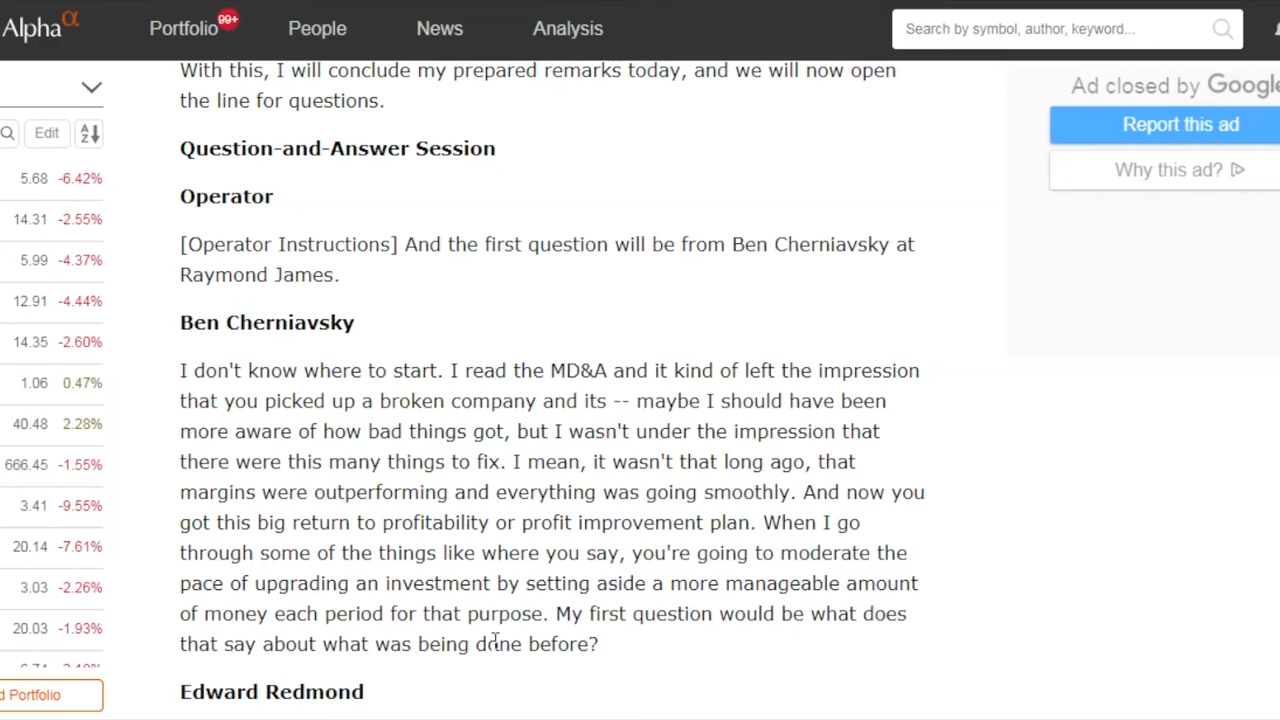 Alpha α
Portfolio 99+ People News Analysis
Search by symbol, author, keyword...
Edit
A
Z
5.68 -6.42%
14.31 -2.55%
5.99 -4.37%
12.91 -4.44%
14.35 -2.60%
1.06 0.47%
40.48 2.28%
666.45 -1.55%
3.41 -9.55%
20.14 -7.61%
3.03 -2.26%
20.03 -1.93%
d Portfolio
With this, I will conclude my prepared remarks today, and we will now open
the line for questions.
Question-and-Answer Session
Operator
[Operator Instructions] And the first question will be from Ben Cherniavsky at
Raymond James.
Ben Cherniavsky
I don't know where to start. I read the MD&A and it kind of left the impression
that you picked up a broken company and its -- maybe I should have been
more aware of how bad things got, but I wasn't under the impression that
there were this many things to fix. I mean, it wasn't that long ago, that
margins were outperforming and everything was going smoothly. And now you
got this big return to profitability or profit improvement plan. When I go
through some of the things like where you say, you're going to moderate the
pace of upgrading an investment by setting aside a more manageable amount
of money each period for that purpose. My first question would be what does
that say about what was being done before?
Edward Redmond
Ad closed by Google
Report this ad
Why this ad?